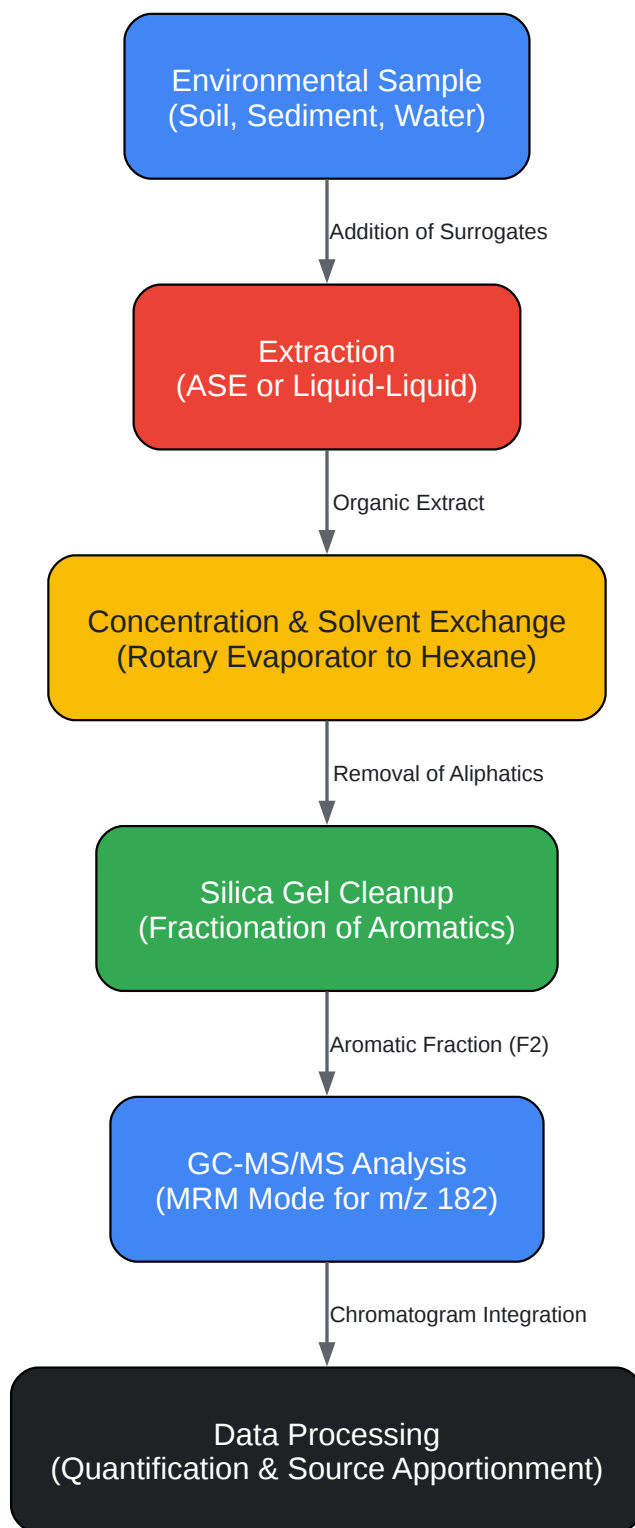 Environmental Sample
(Soil, Sediment, Water)
Addition of Surrogates
Extraction
(ASE or Liquid-Liquid)
Organic Extract
Concentration & Solvent Exchange
(Rotary Evaporator to Hexane)
Removal of Aliphatics
Silica Gel Cleanup
(Fractionation of Aromatics)
Aromatic Fraction (F2)
GC-MS/MS Analysis
(MRM Mode for m/z 182)
Chromatogram Integration
Data Processing
(Quantification & Source Apportionment)